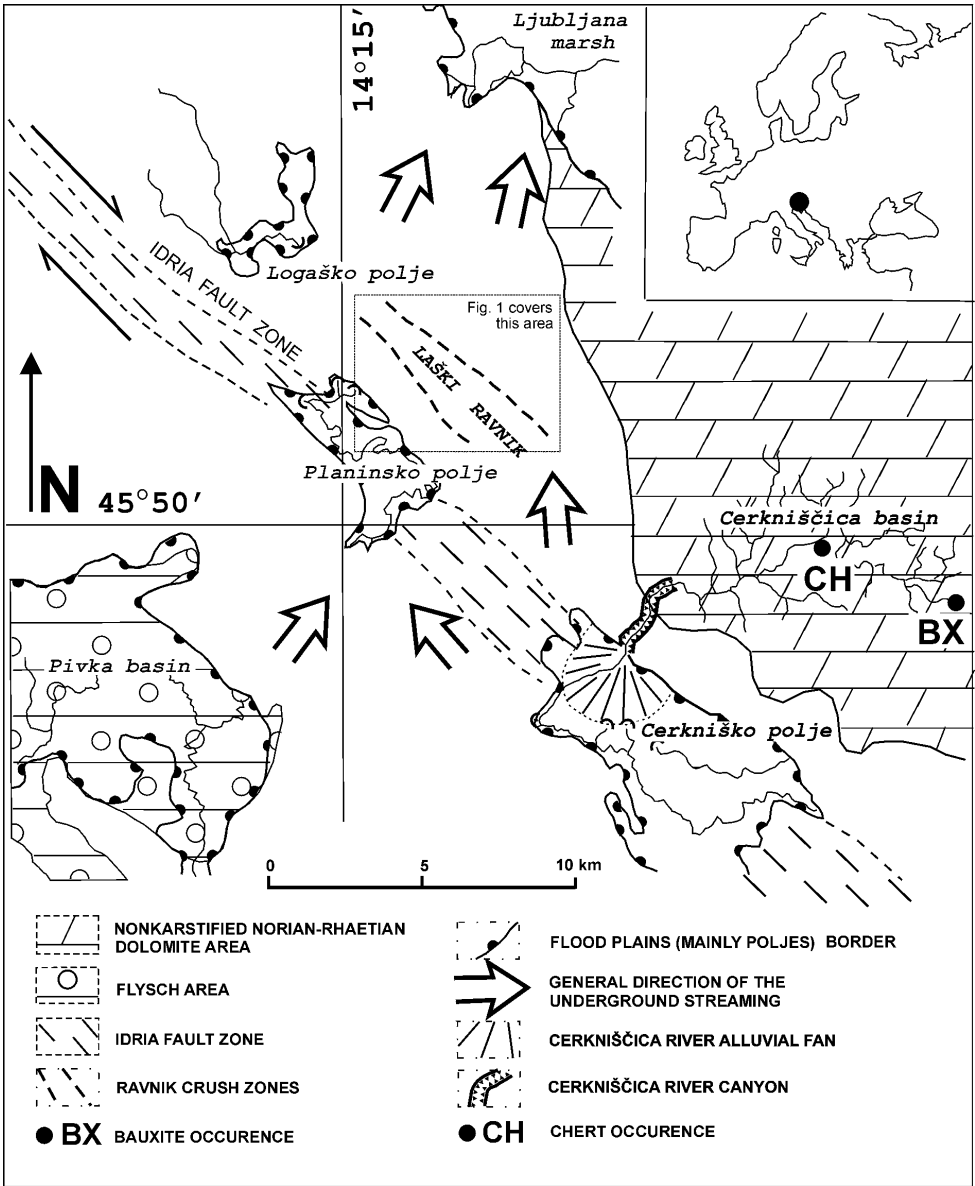 Ljubljana
marsh
14°15’
IDRIA FAULT ZONE
Logaško polje
Fig. 1 covers
this area
LAŠKI
RAVNIK
N
45°50’
Planinsko polje
Cerkniščica basin
CH
BX
Pivka basin
Cerkniško polje
0 5 10 km
NONKARSTIFIED NORIAN-RHAETIAN
DOLOMITE AREA
FLYSCH AREA
IDRIA FAULT ZONE
RAVNIK CRUSH ZONES
BX BAUXITE OCCURENCE
FLOOD PLAINS (MAINLY POLJES) BORDER
GENERAL DIRECTION OF THE
UNDERGROUND STREAMING
CERKNIŠČICA RIVER ALLUVIAL FAN
CERKNIŠČICA RIVER CANYON
CH CHERT OCCURENCE